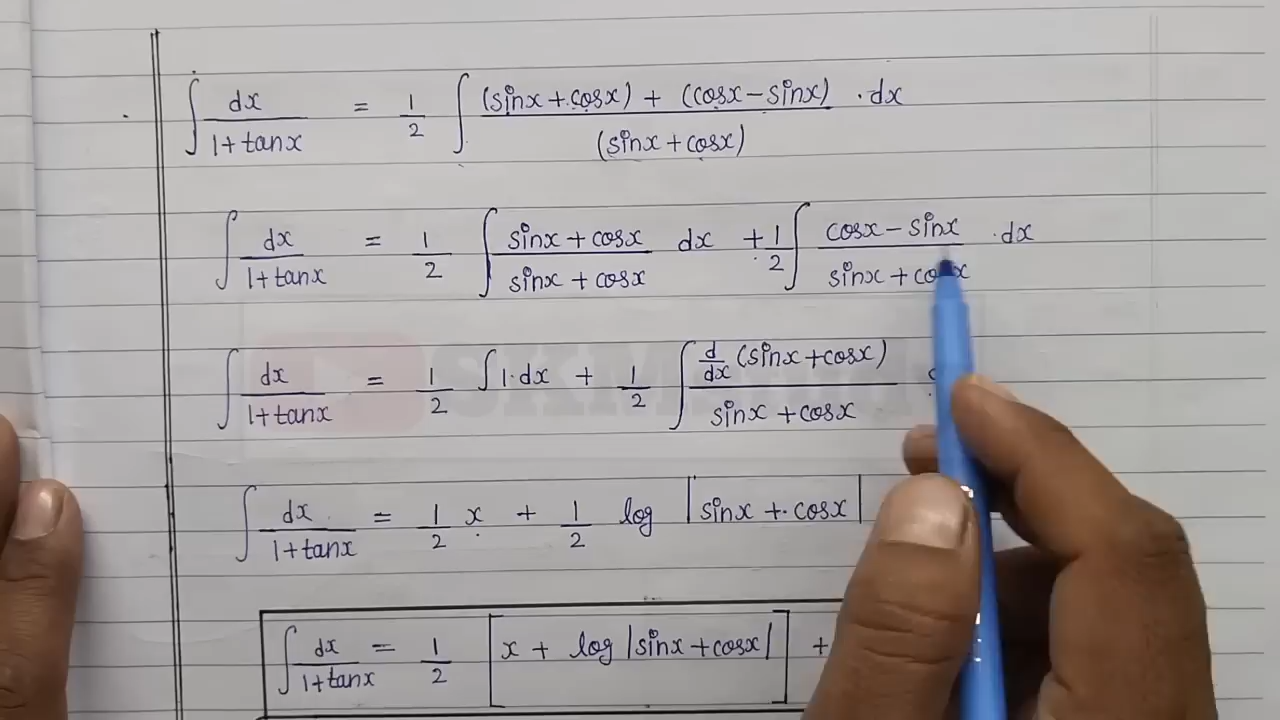 ∫ dx/(1+tanx) = 1/2 ∫ ((sinx+cosx) + (cosx−sinx))/(sinx+cosx) .dx
∫ dx/(1+tanx) = 1/2 ∫ (sinx+cosx)/(sinx+cosx) dx + 1/2 ∫ (cosx−sinx)/(sinx+cosx) .dx
∫ dx/(1+tanx) = 1/2 ∫1.dx + 1/2 ∫ (d/dx (sinx+cosx))/(sinx+cosx)
∫ dx/(1+tanx) = 1/2 x + 1/2 log |sinx+cosx|
∫ dx/(1+tanx) = 1/2 [x + log|sinx+cosx|] +